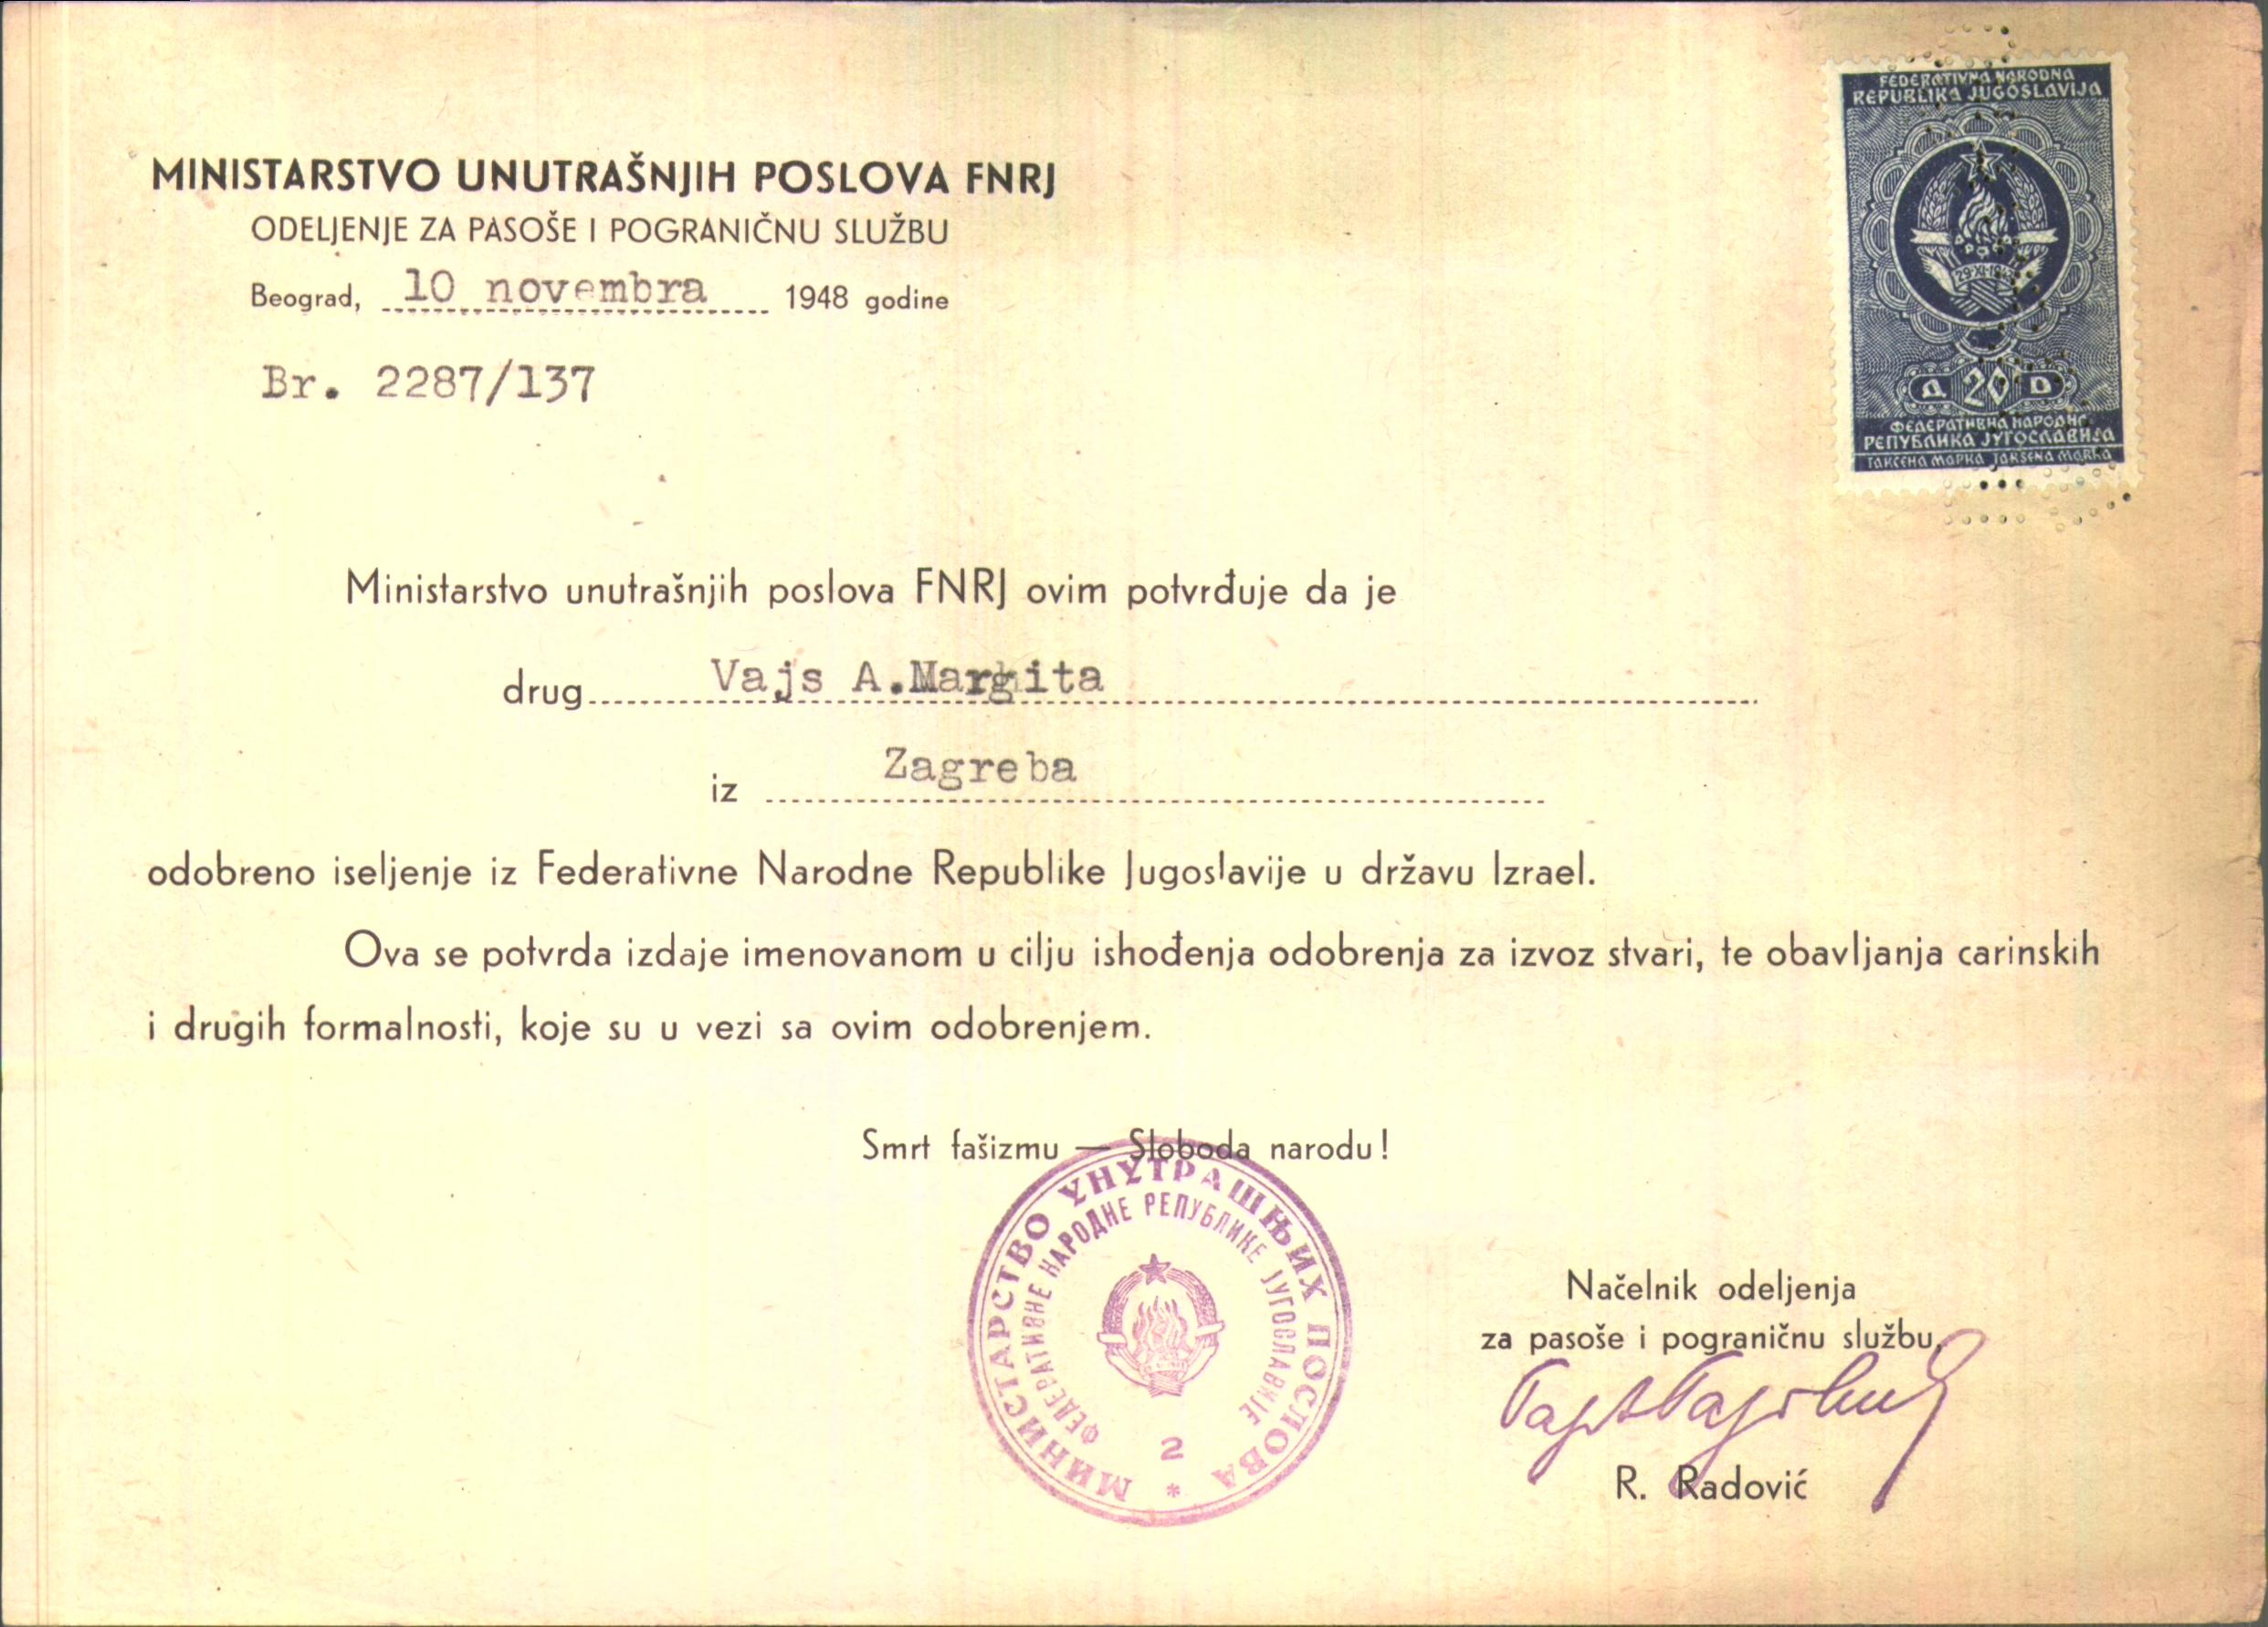 MINISTARSTVO UNUTRAŠNJIH POSLOVA FNRJ
ODELJENJE ZA PASOŠE I POGRANIČNU SLUŽBU
Beograd, 10 novembra 1948 godine
Br. 2287/137
FEDERATIVNA NARODNA
REPUBLIKA JUGOSLAVIJA
29·XI·
Д 20 D
ФЕДЕРАТИВНА НАРОДНА
РЕПУБЛИКА ЈУГОСЛАВИЈА
ТАКСЕНА МАРКА TAKSENA MARKA
Ministarstvo unutrašnjih poslova FNRJ ovim potvrđuje da je
drug Vajs A.Margita
iz Zagreba
odobreno iseljenje iz Federativne Narodne Republike Jugoslavije u državu Izrael.
Ova se potvrda izdaje imenovanom u cilju ishođenja odobrenja za izvoz stvari, te obavljanja carinskih
i drugih formalnosti, koje su u vezi sa ovim odobrenjem.
Smrt fašizmu — Sloboda narodu!
МИНИСТАРСТВО УНУТРАШЊИХ ПОСЛОВА
ФЕДЕРАТИВНЕ НАРОДНЕ РЕПУБЛИКЕ ЈУГОСЛАВИЈЕ
2
*
Načelnik odeljenja
za pasoše i pograničnu službu,
R. Radović